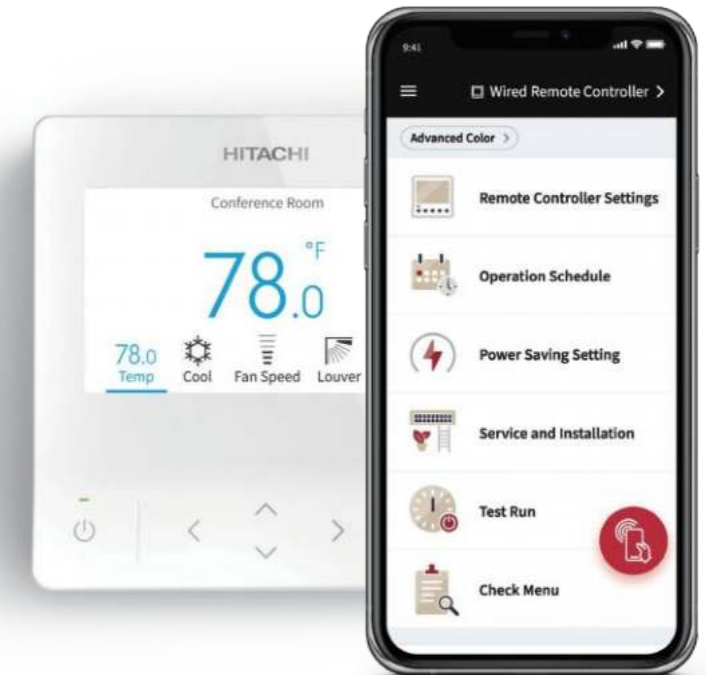 HITACHI
Conference Room
78.0 °F
78.0
Temp
Cool
Fan Speed
Louver
9:41
Wired Remote Controller >
Advanced Color >
Remote Controller Settings
Operation Schedule
Power Saving Setting
Service and Installation
Test Run
Check Menu